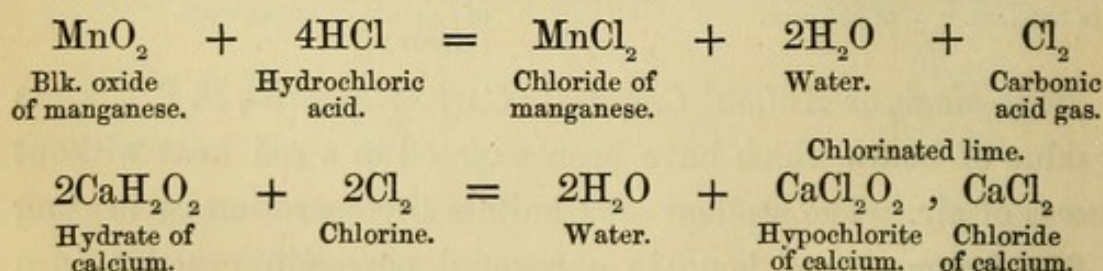 MnO₂ + 4HCl = MnCl₂ + 2H₂O + Cl₂
Blk. oxide Hydrochloric Chloride of Water. Carbonic
of manganese. acid. manganese. acid gas.
Chlorinated lime.
2CaH₂O₂ + 2Cl₂ = 2H₂O + CaCl₂O₂ , CaCl₂
Hydrate of Chlorine. Water. Hypochlorite Chloride
calcium. of calcium. of calcium.